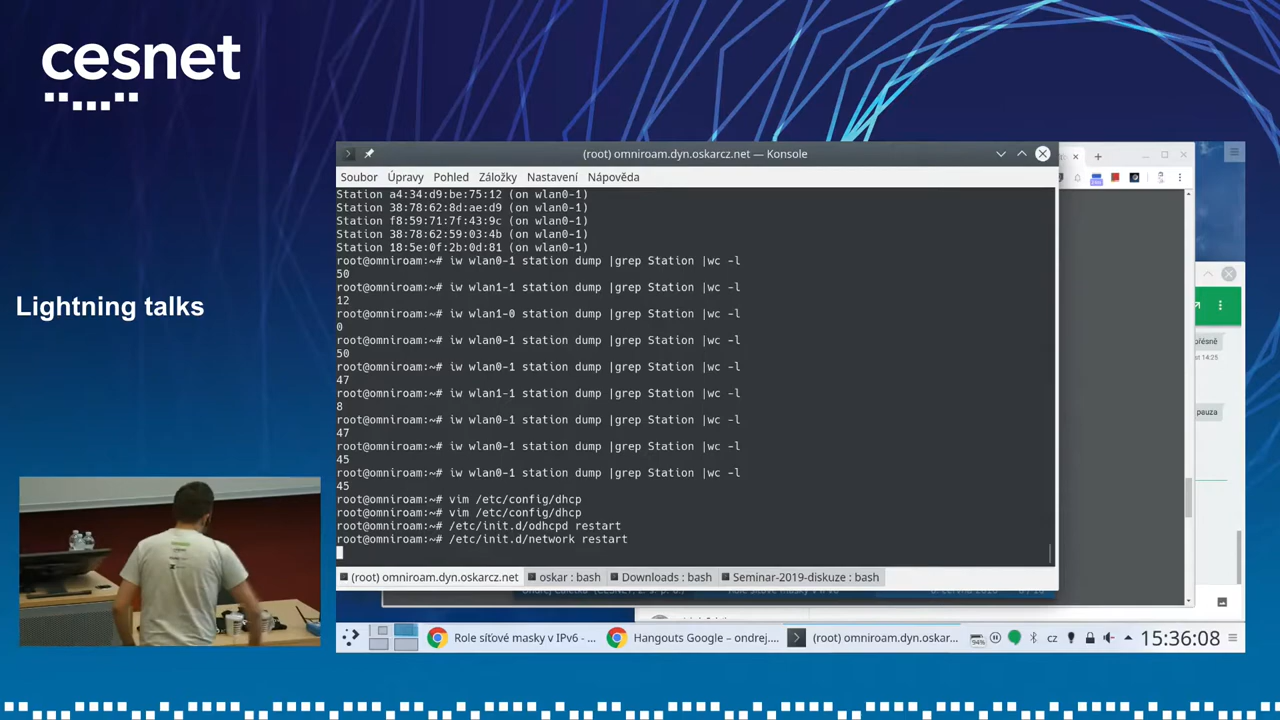 cesnet
Lightning talks
(root) omniroam.dyn.oskarcz.net — Konsole
Soubor Úpravy Pohled Záložky Nastavení Nápověda
Station a4:34:d9:be:75:12 (on wlan0-1)
Station 38:78:62:8d:ae:d9 (on wlan0-1)
Station f8:59:71:7f:43:9c (on wlan0-1)
Station 38:78:62:59:03:4b (on wlan0-1)
Station 18:5e:0f:2b:0d:81 (on wlan0-1)
root@omniroam:~# iw wlan0-1 station dump |grep Station |wc -l
50
root@omniroam:~# iw wlan1-1 station dump |grep Station |wc -l
12
root@omniroam:~# iw wlan1-0 station dump |grep Station |wc -l
0
root@omniroam:~# iw wlan0-1 station dump |grep Station |wc -l
50
root@omniroam:~# iw wlan0-1 station dump |grep Station |wc -l
47
root@omniroam:~# iw wlan1-1 station dump |grep Station |wc -l
8
root@omniroam:~# iw wlan0-1 station dump |grep Station |wc -l
47
root@omniroam:~# iw wlan0-1 station dump |grep Station |wc -l
45
root@omniroam:~# iw wlan0-1 station dump |grep Station |wc -l
45
root@omniroam:~# vim /etc/config/dhcp
root@omniroam:~# vim /etc/config/dhcp
root@omniroam:~# /etc/init.d/odhcpd restart
root@omniroam:~# /etc/init.d/network restart
(root) omniroam.dyn.oskarcz.net oskar : bash Downloads : bash Seminar-2019-diskuze : bash
14:25
pauza
Role síťové masky v IPv6 - ... Hangouts Google – ondrej.... (root) omniroam.dyn.oskar... 94% cz 15:36:08